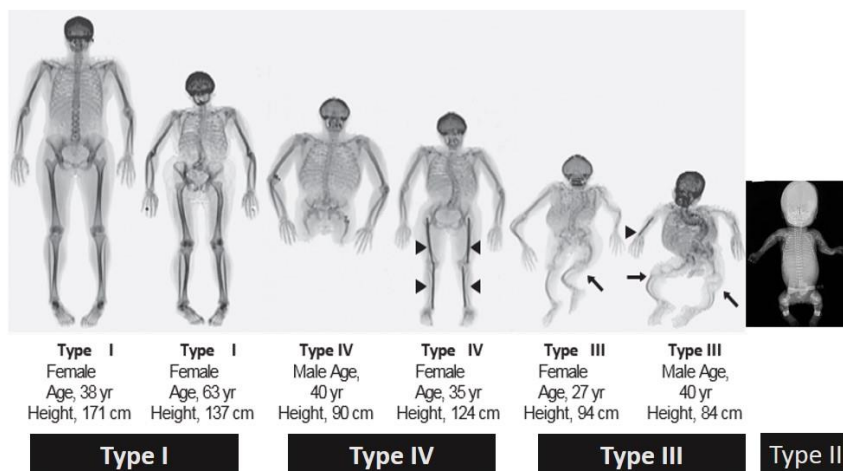 Type I
Female
Age, 38 yr
Height, 171 cm
Type I
Female
Age, 63 yr
Height, 137 cm
Type IV
Male Age,
40 yr
Height, 90 cm
Type IV
Female
Age, 35 yr
Height, 124 cm
Type III
Female
Age, 27 yr
Height, 94 cm
Type III
Male Age,
40 yr
Height, 84 cm
Type I
Type IV
Type III
Type II